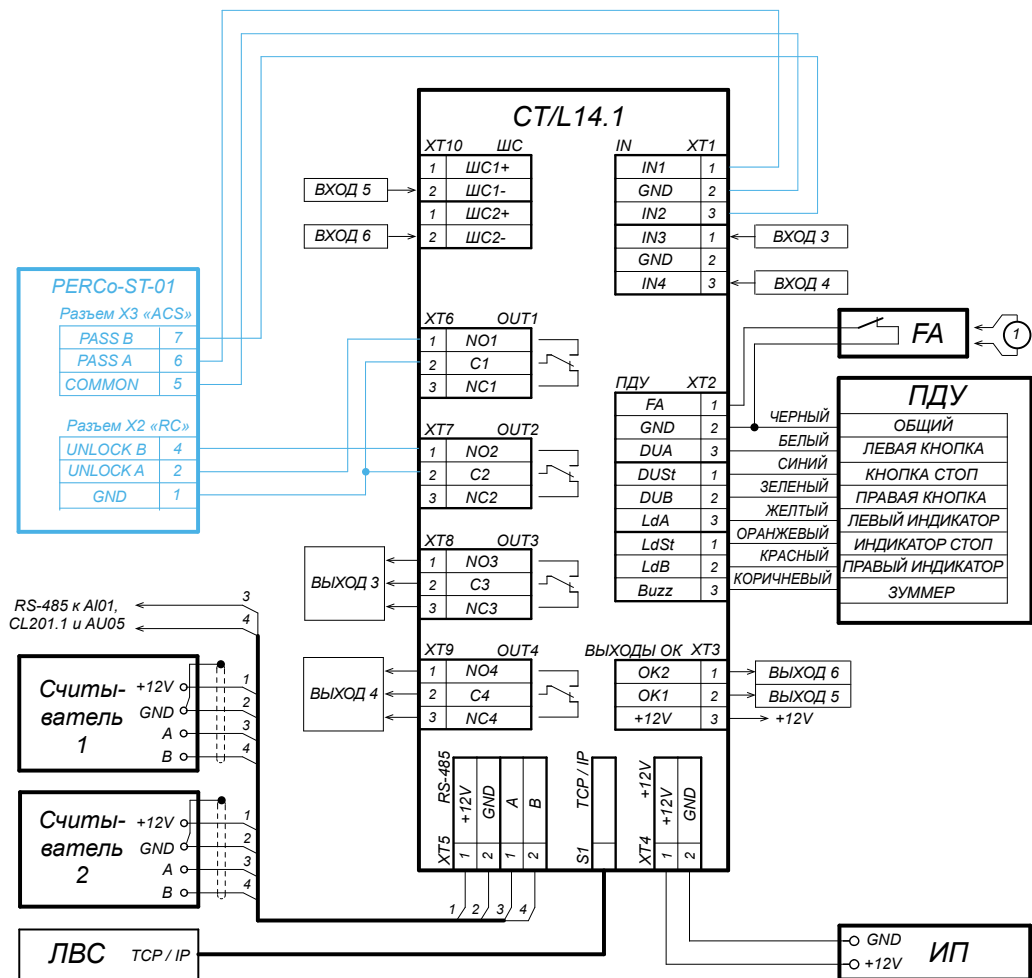 CT/L14.1
XT10 ШС
1 ШС1+
2 ШС1-
1 ШС2+
2 ШС2-
ВХОД 5
ВХОД 6
IN XT1
IN1 1
GND 2
IN2 3
IN3 1
GND 2
IN4 3
ВХОД 3
ВХОД 4
PERCo-ST-01
Разъем X3 «ACS»
PASS B 7
PASS A 6
COMMON 5
Разъем X2 «RC»
UNLOCK B 4
UNLOCK A 2
GND 1
XT6 OUT1
1 NO1
2 C1
3 NC1
XT7 OUT2
1 NO2
2 C2
3 NC2
XT8 OUT3
1 NO3
2 C3
3 NC3
ВЫХОД 3
XT9 OUT4
1 NO4
2 C4
3 NC4
ВЫХОД 4
FA
1
ПДУ XT2
FA 1
GND 2
DUA 3
DUSt 1
DUB 2
LdA 3
LdSt 1
LdB 2
Buzz 3
ЧЕРНЫЙ
БЕЛЫЙ
СИНИЙ
ЗЕЛЕНЫЙ
ЖЕЛТЫЙ
ОРАНЖЕВЫЙ
КРАСНЫЙ
КОРИЧНЕВЫЙ
ПДУ
ОБЩИЙ
ЛЕВАЯ КНОПКА
КНОПКА СТОП
ПРАВАЯ КНОПКА
ЛЕВЫЙ ИНДИКАТОР
ИНДИКАТОР СТОП
ПРАВЫЙ ИНДИКАТОР
ЗУММЕР
ВЫХОДЫ ОК XT3
OK2 1
OK1 2
+12V 3
ВЫХОД 6
ВЫХОД 5
+12V
RS-485 к AI01,
CL201.1 и AU05
3
4
Считы-
ватель
1
+12V
GND
A
B
1
2
3
4
Считы-
ватель
2
+12V
GND
A
B
1
2
3
4
XT5 RS-485
1 +12V
2 GND
1 A
2 B
S1 TCP / IP
XT4 +12V
1 +12V
2 GND
1 2 3 4
ЛВС TCP / IP
GND
+12V
ИП